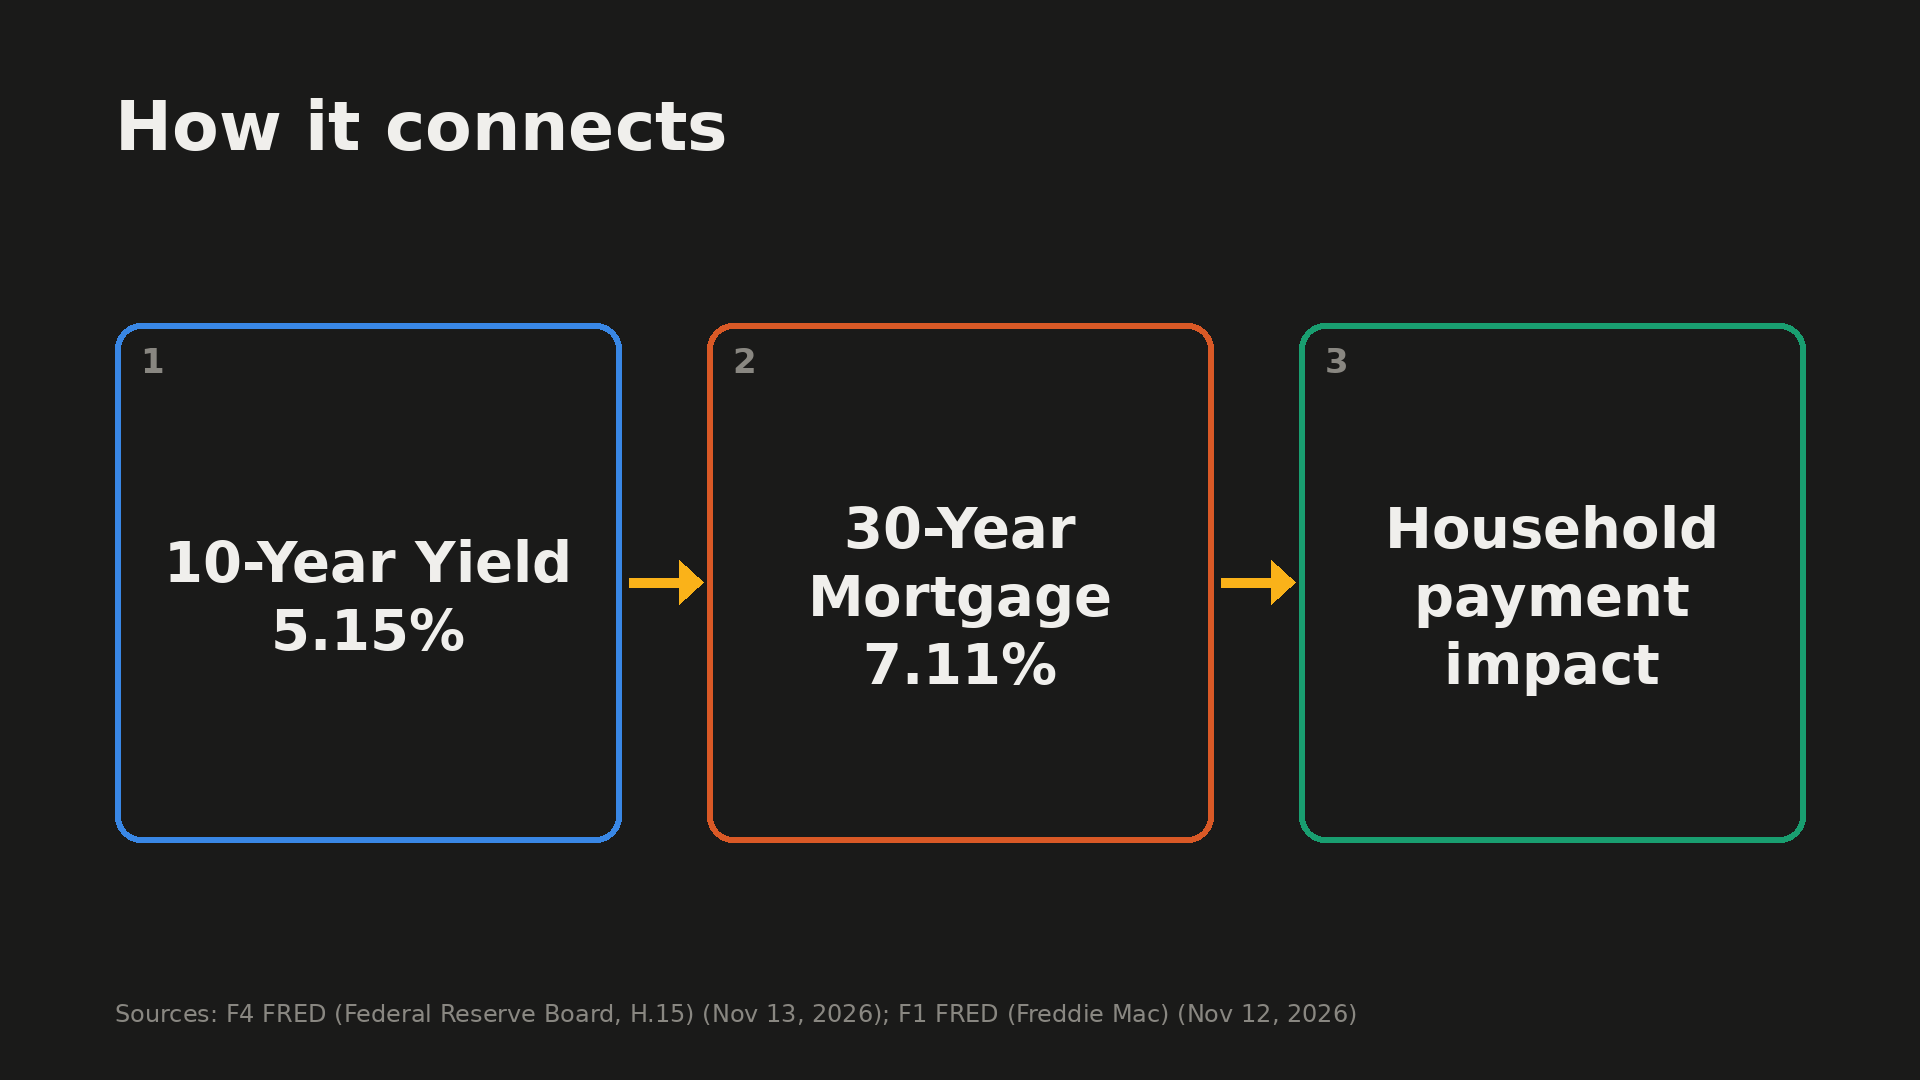 How it connects
1
10-Year Yield
5.15%
2
30-Year
Mortgage
7.11%
3
Household
payment
impact
Sources: F4 FRED (Federal Reserve Board, H.15) (Nov 13, 2026); F1 FRED (Freddie Mac) (Nov 12, 2026)